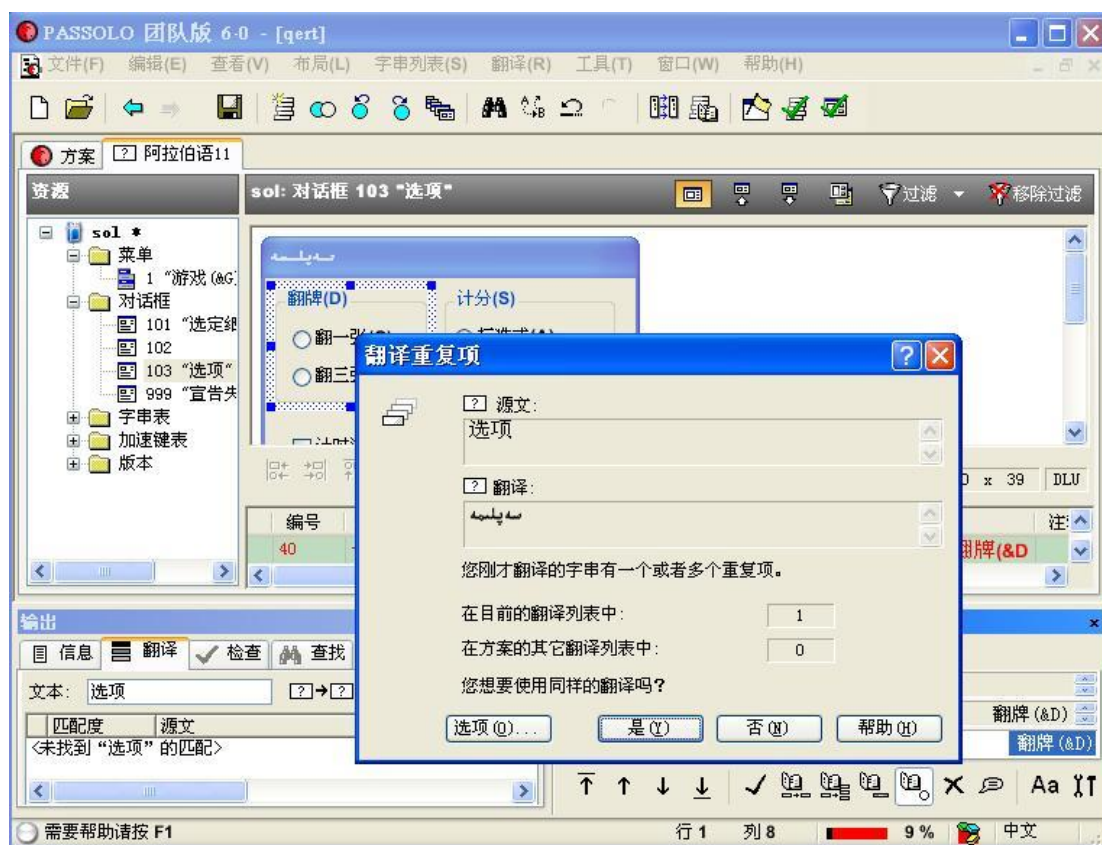 PASSOLO 团队版 6.0 - [qert]
文件(F) 编辑(E) 查看(V) 布局(L) 字串列表(S) 翻译(R) 工具(T) 窗口(W) 帮助(H)
方案 阿拉伯语11
资源
sol: 对话框 103 "选项"
过滤 移除过滤
sol *
菜单
1 “游戏(&G)
对话框
101 “选定纸
102
103 “选项”
999 “宣告失
字串表
加速键表
版本
سەپلىمە
翻牌(D) 计分(S)
翻一张
翻三
x 39 DLU
编号 注
40 翻牌(&D
翻译重复项
源文:
选项
翻译:
سەپلىمە
您刚才翻译的字串有一个或者多个重复项。
在目前的翻译列表中: 1
在方案的其它翻译列表中: 0
您想要使用同样的翻译吗?
选项(O)... 是(Y) 否(N) 帮助(H)
输出
信息 翻译 检查 查找
文本: 选项
匹配度 源文
<未找到“选项”的匹配>
翻牌(&D)
翻牌(&D)
Aa
需要帮助请按 F1 行 1 列 8 9 % 中文